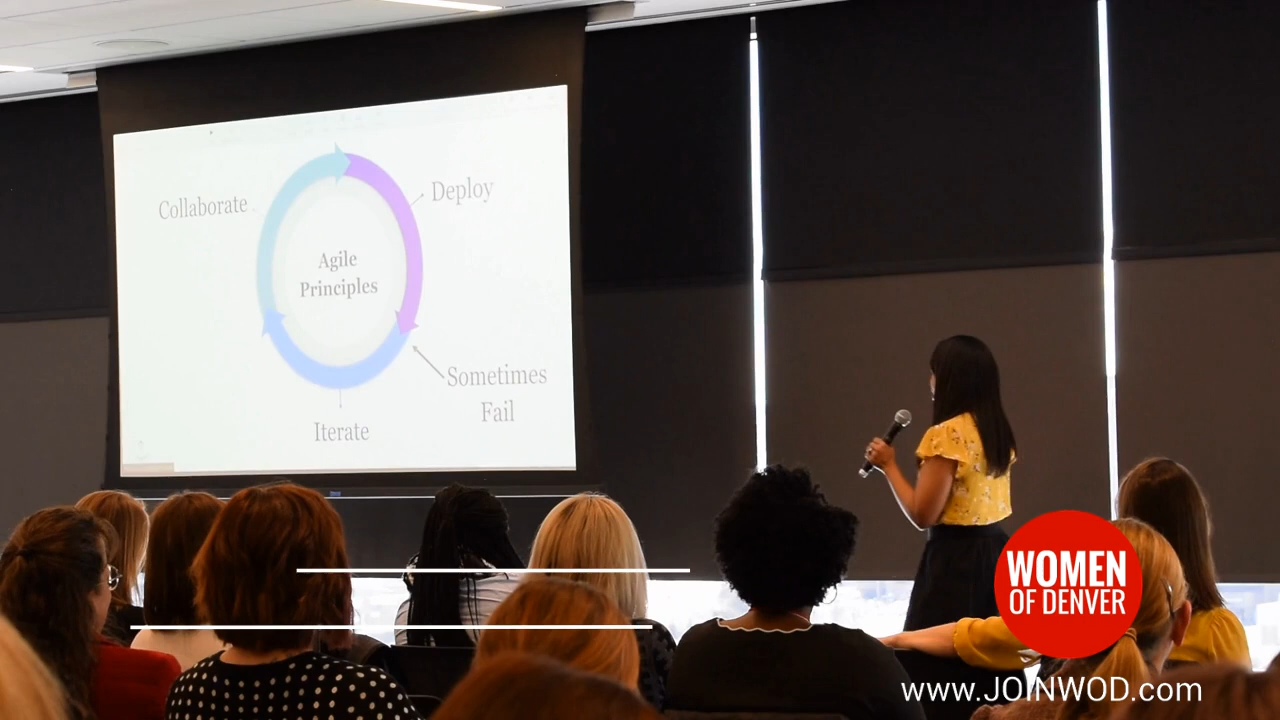 Collaborate
Deploy
Agile
Principles
Sometimes
Fail
Iterate
WOMEN
OF DENVER
www.JOINWOD.com